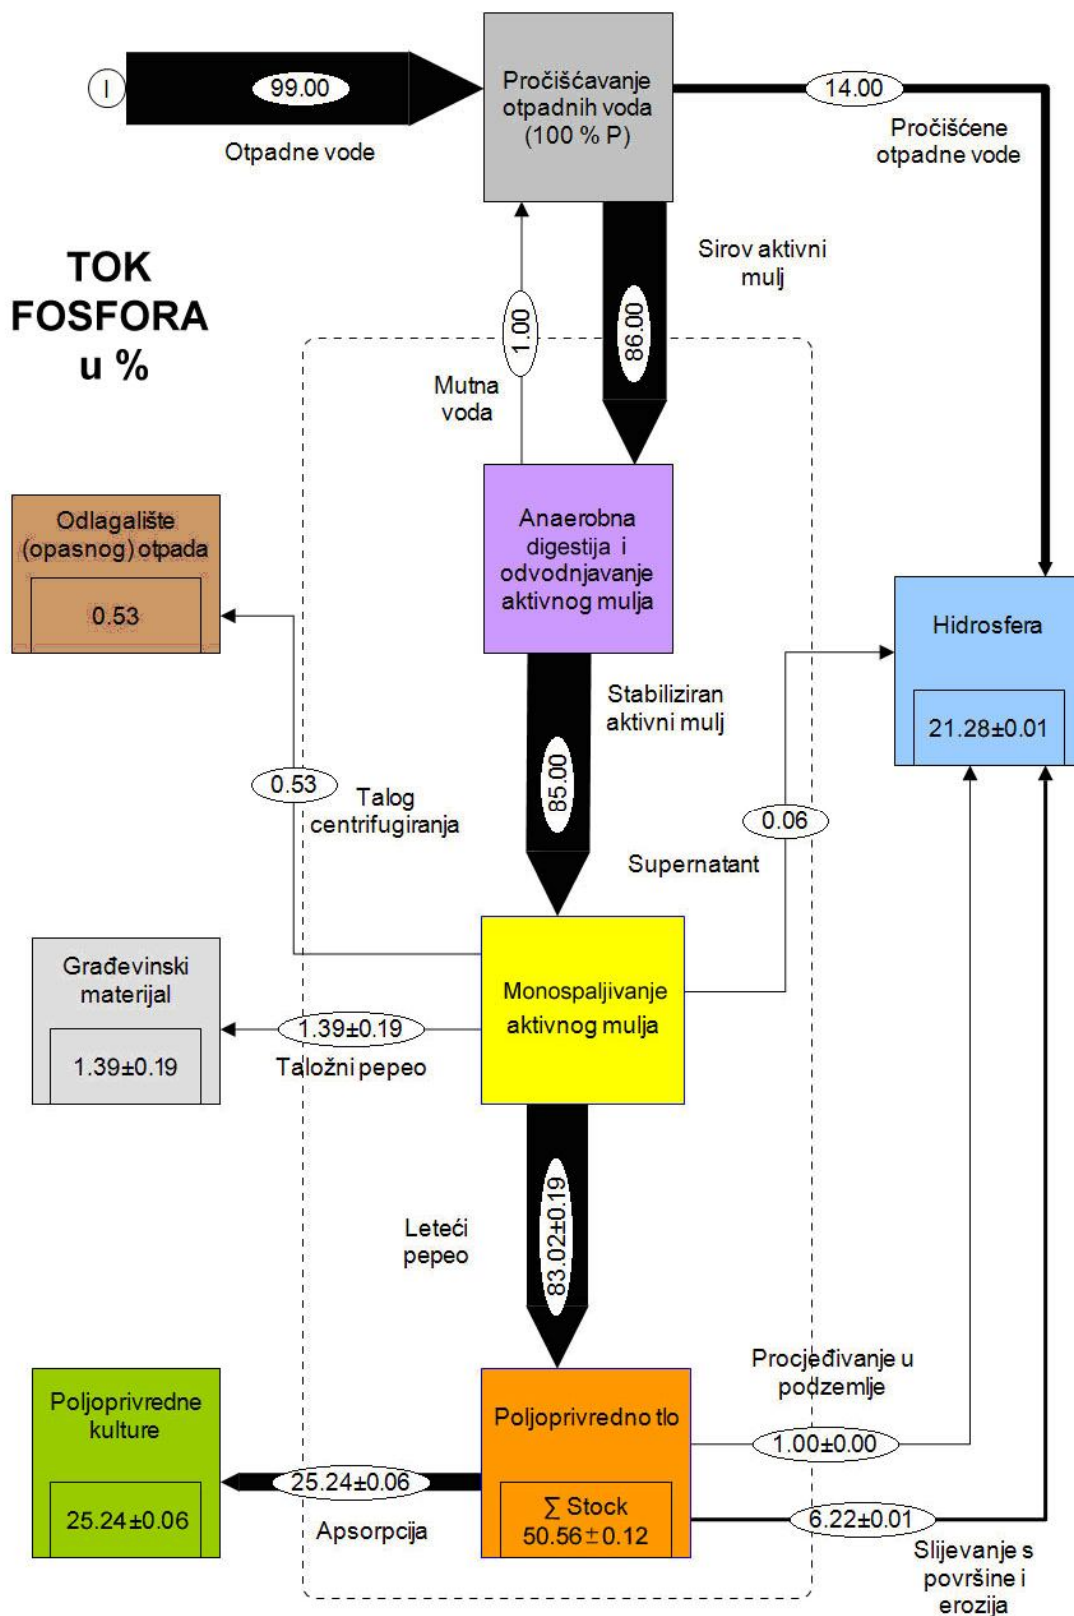 I
99.00
Otpadne vode
Pročišćavanje
otpadnih voda
(100 % P)
14.00
Pročišćene
otpadne vode
TOK
FOSFORA
u %
1.00
Mutna
voda
86.00
Sirov aktivni
mulj
Odlagalište
(opasnog) otpada
0.53
Anaerobna
digestija i
odvodnjavanje
aktivnog mulja
Hidrosfera
21.28±0.01
Stabiliziran
aktivni mulj
85.00
0.53
Talog
centrifugiranja
0.06
Supernatant
Građevinski
materijal
1.39±0.19
1.39±0.19
Taložni pepeo
Monospaljivanje
aktivnog mulja
Leteći
pepeo
83.02±0.19
Poljoprivredne
kulture
25.24±0.06
25.24±0.06
Apsorpcija
Poljoprivredno tlo
∑ Stock
50.56±0.12
Procjeđivanje u
podzemlje
1.00±0.00
6.22±0.01
Slijevanje s
površine i
erozija